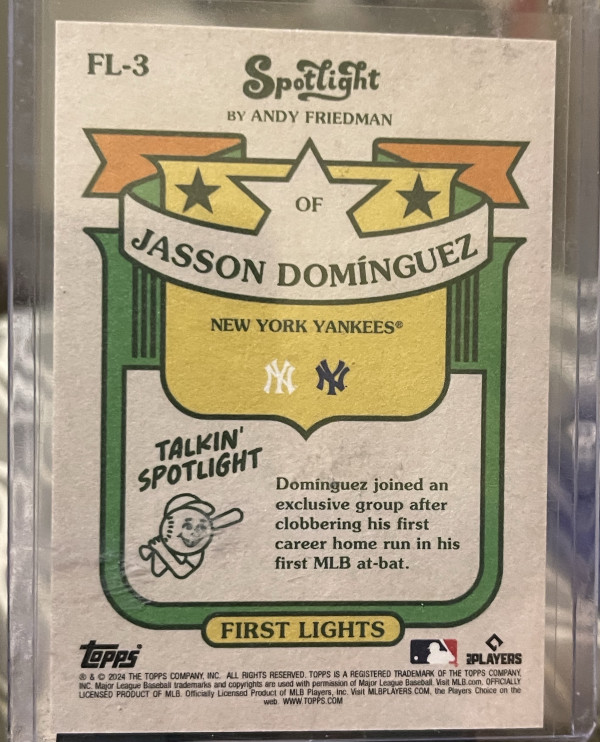 FL-3
Spotlight
BY ANDY FRIEDMAN
OF
JASSON DOMÍNGUEZ
NEW YORK YANKEES®
NY NY
TALKIN'
SPOTLIGHT
Domínguez joined an
exclusive group after
clobbering his first
career home run in his
first MLB at-bat.
FIRST LIGHTS
topps
PLAYERS
® & © 2024 THE TOPPS COMPANY, INC. ALL RIGHTS RESERVED. TOPPS IS A REGISTERED TRADEMARK OF THE TOPPS COMPANY,
INC. Major League Baseball trademarks and copyrights are used with permission of Major League Baseball. Visit MLB.com. OFFICIALLY
LICENSED PRODUCT OF MLB. Officially Licensed Product of MLB Players, Inc. Visit MLBPLAYERS.COM, the Players Choice on the
web. WWW.TOPPS.COM